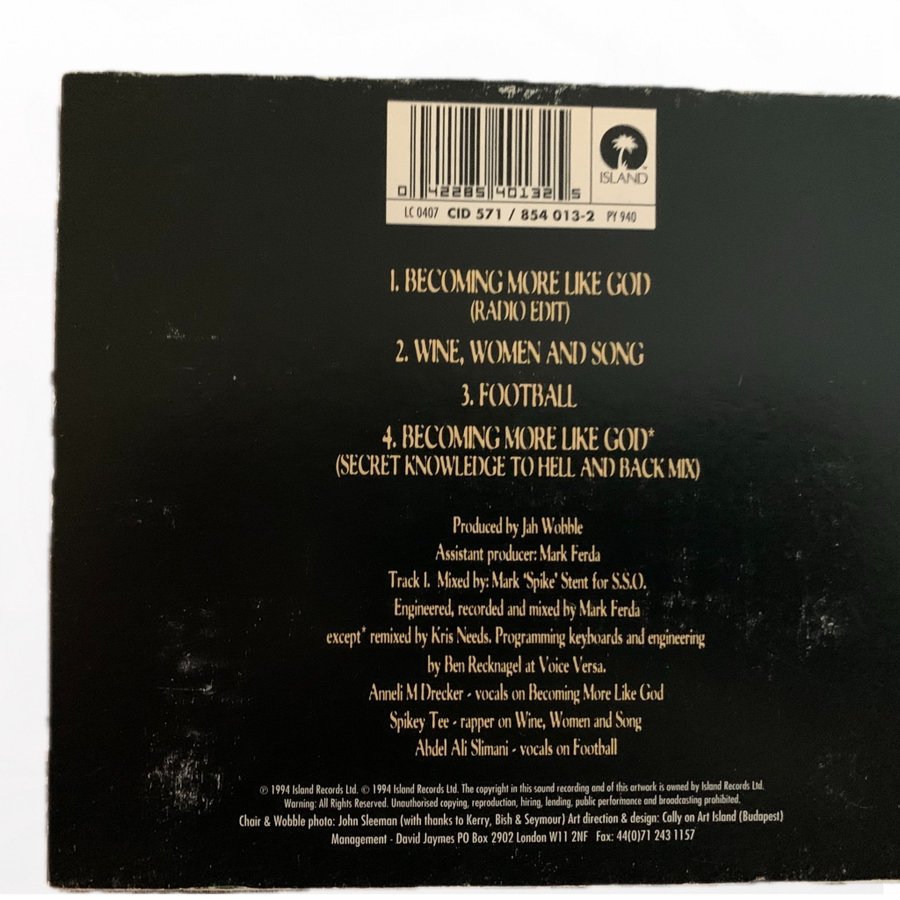 0 42285 40132 5
ISLAND
LC 0407 CID 571 / 854 013-2 PY 940
1. BECOMING MORE LIKE GOD
(RADIO EDIT)
2. WINE, WOMEN AND SONG
3. FOOTBALL
4. BECOMING MORE LIKE GOD*
(SECRET KNOWLEDGE TO HELL AND BACK MIX)
Produced by Jah Wobble
Assistant producer: Mark Ferda
Track 1. Mixed by: Mark 'Spike' Stent for S.S.O.
Engineered, recorded and mixed by Mark Ferda
except* remixed by Kris Needs. Programming keyboards and engineering
by Ben Recknagel at Voice Versa.
Anneli M Drecker - vocals on Becoming More Like God
Spikey Tee - rapper on Wine, Women and Song
Abdel Ali Slimani - vocals on Football
℗ 1994 Island Records Ltd. © 1994 Island Records Ltd. The copyright in this sound recording and of this artwork is owned by Island Records Ltd.
Warning: All Rights Reserved. Unauthorised copying, reproduction, hiring, lending, public performance and broadcasting prohibited.
Chair & Wobble photo: John Sleeman (with thanks to Kerry, Bish & Seymour) Art direction & design: Cally on Art Island (Budapest)
Management - David Jaymes PO Box 2902 London W11 2NF Fax: 44(0)71 243 1157